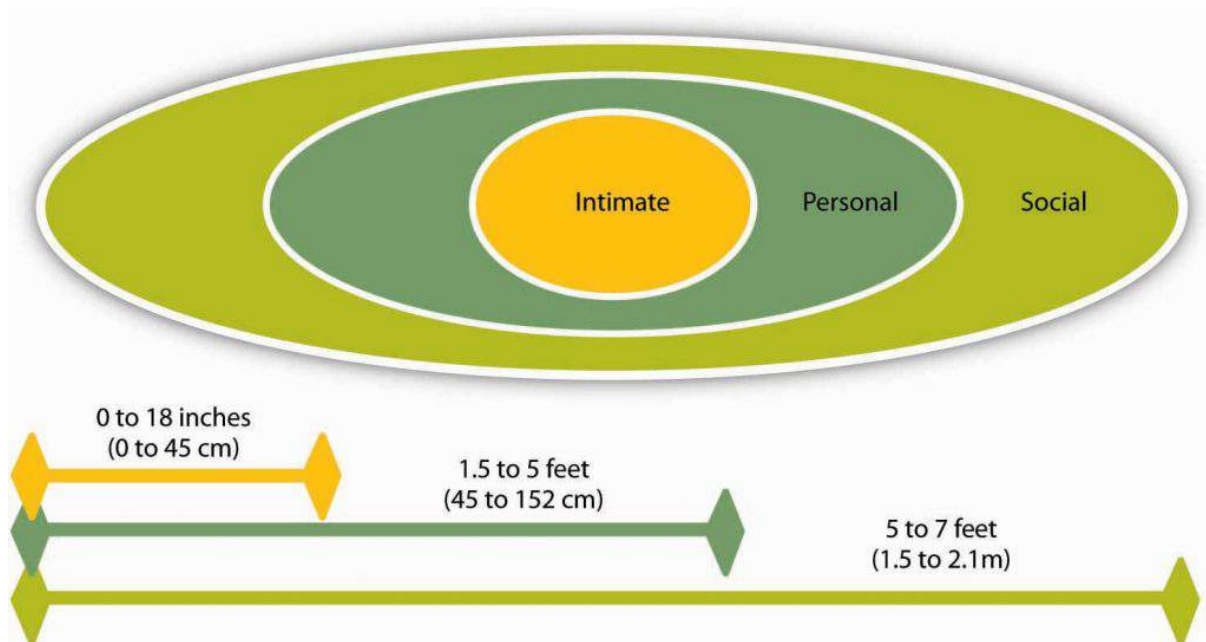 Intimate
Personal
Social
0 to 18 inches
(0 to 45 cm)
1.5 to 5 feet
(45 to 152 cm)
5 to 7 feet
(1.5 to 2.1m)